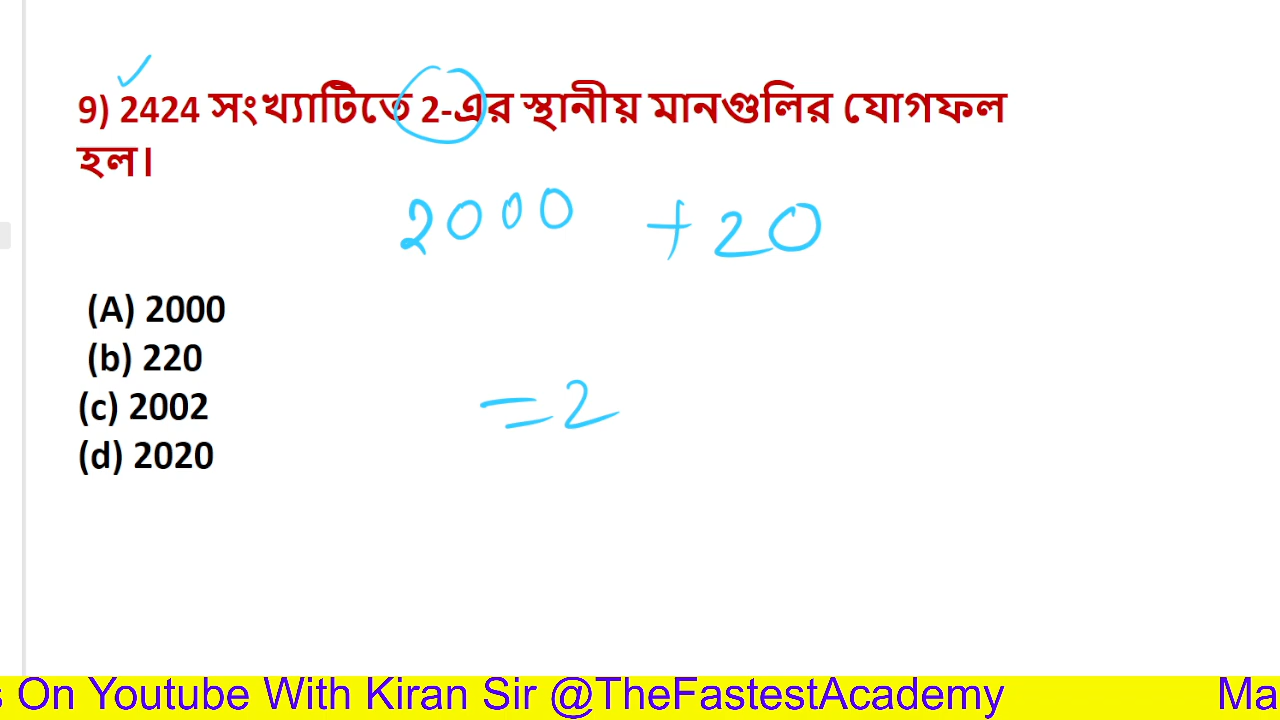 9) 2424 সংখ্যাটিতে 2-এর স্থানীয় মানগুলির যোগফল
হল।
2000 + 20
(A) 2000
(b) 220
= 2
(c) 2002
(d) 2020
s On Youtube With Kiran Sir @TheFastestAcademy Ma